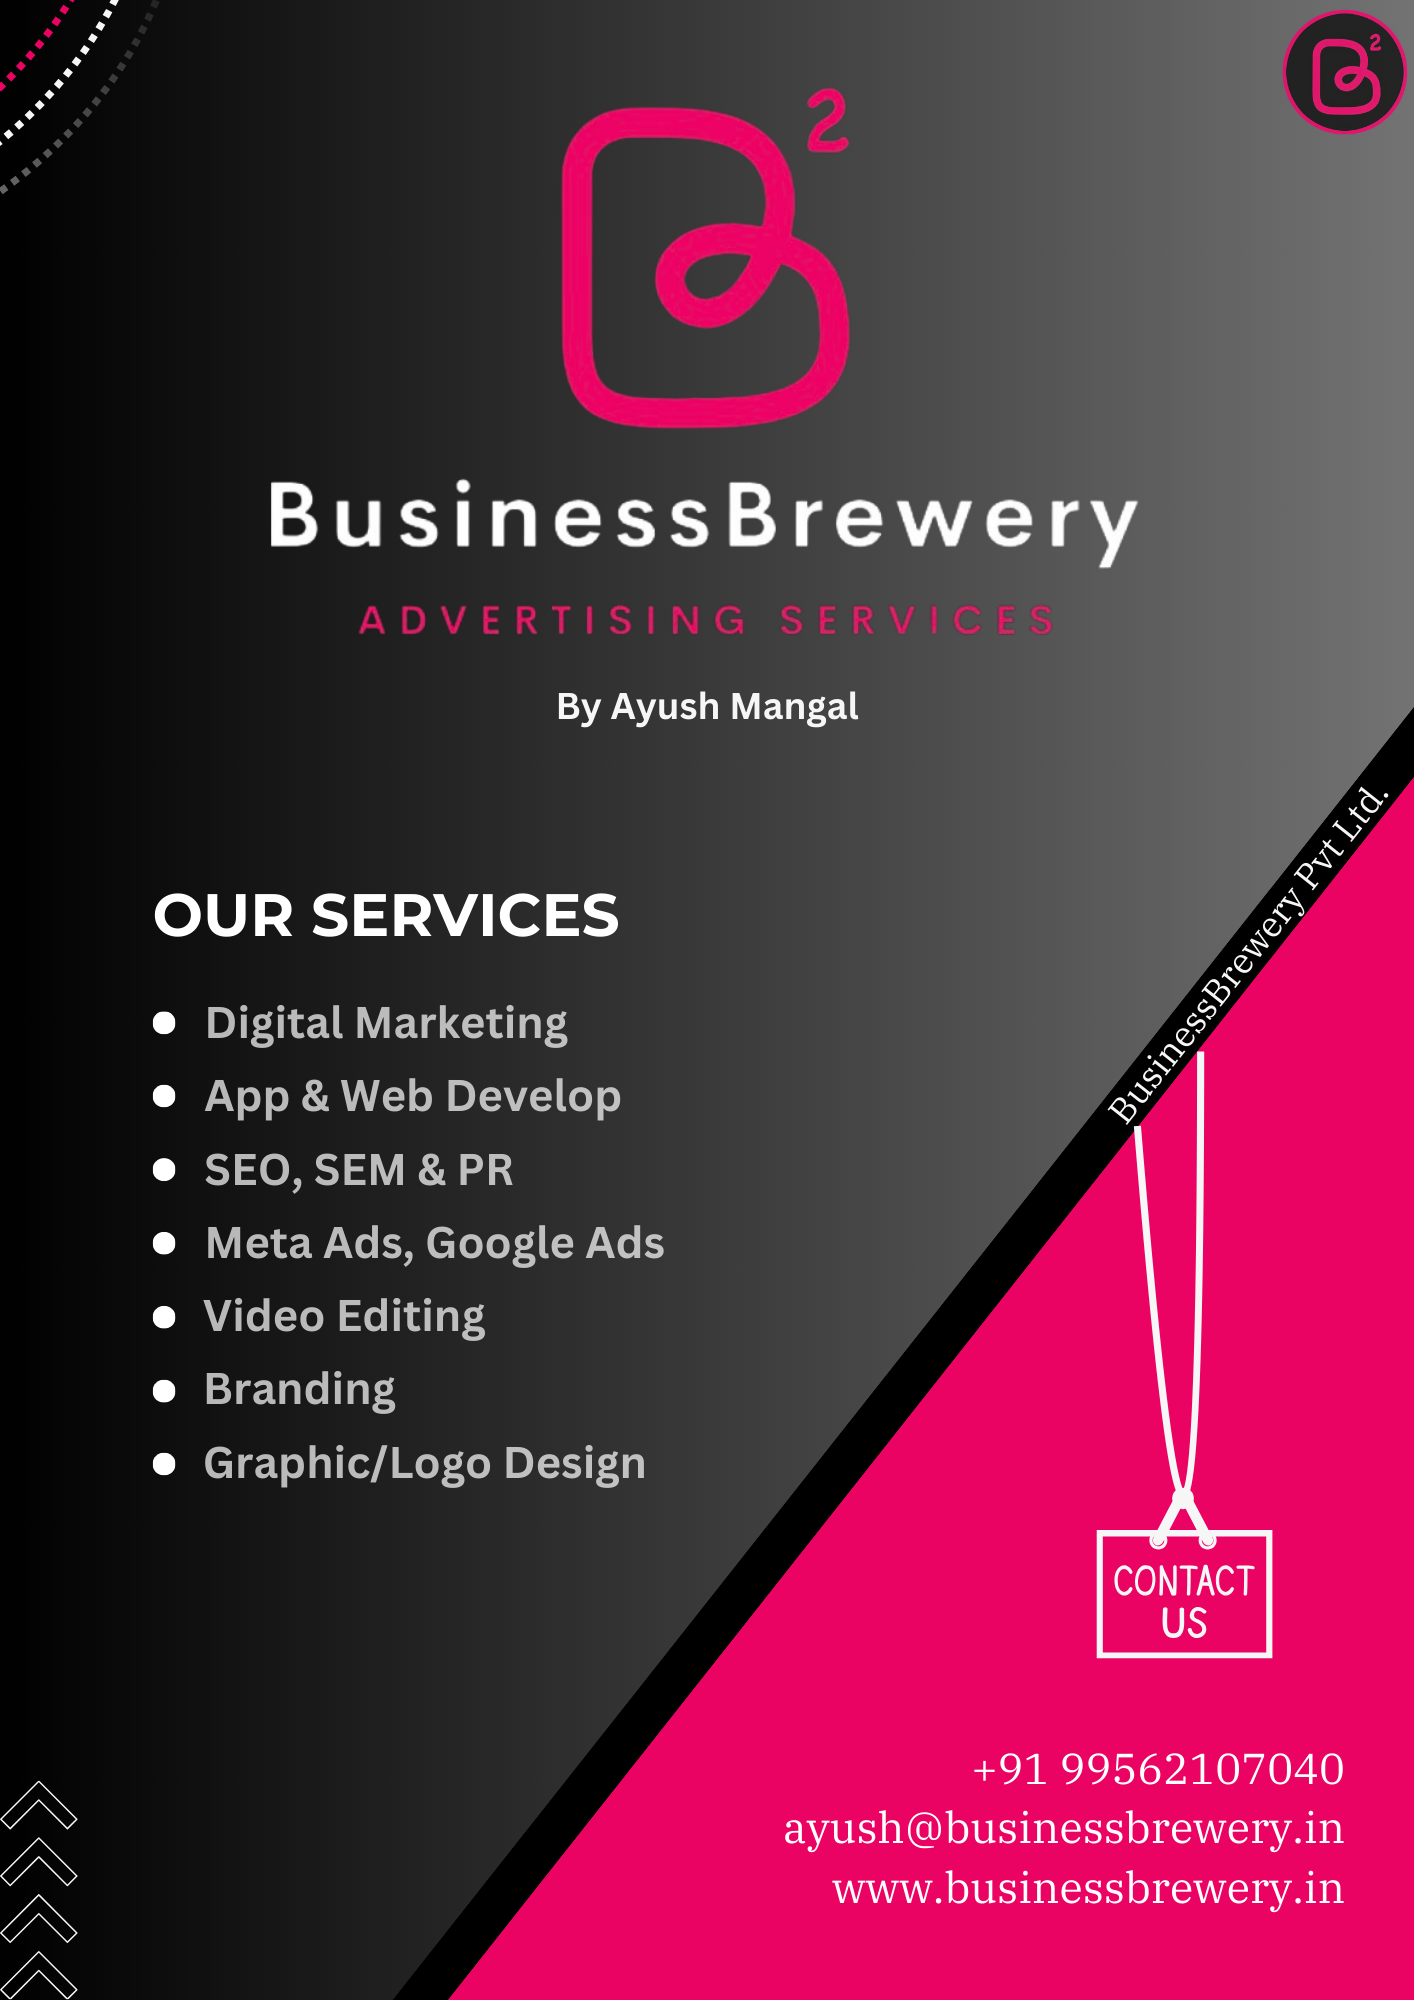 B²
B²
BusinessBrewery
ADVERTISING SERVICES
By Ayush Mangal
BusinessBrewery Pvt Ltd.
OUR SERVICES
Digital Marketing
App & Web Develop
SEO, SEM & PR
Meta Ads, Google Ads
Video Editing
Branding
Graphic/Logo Design
CONTACT
US
+91 99562107040
ayush@businessbrewery.in
www.businessbrewery.in